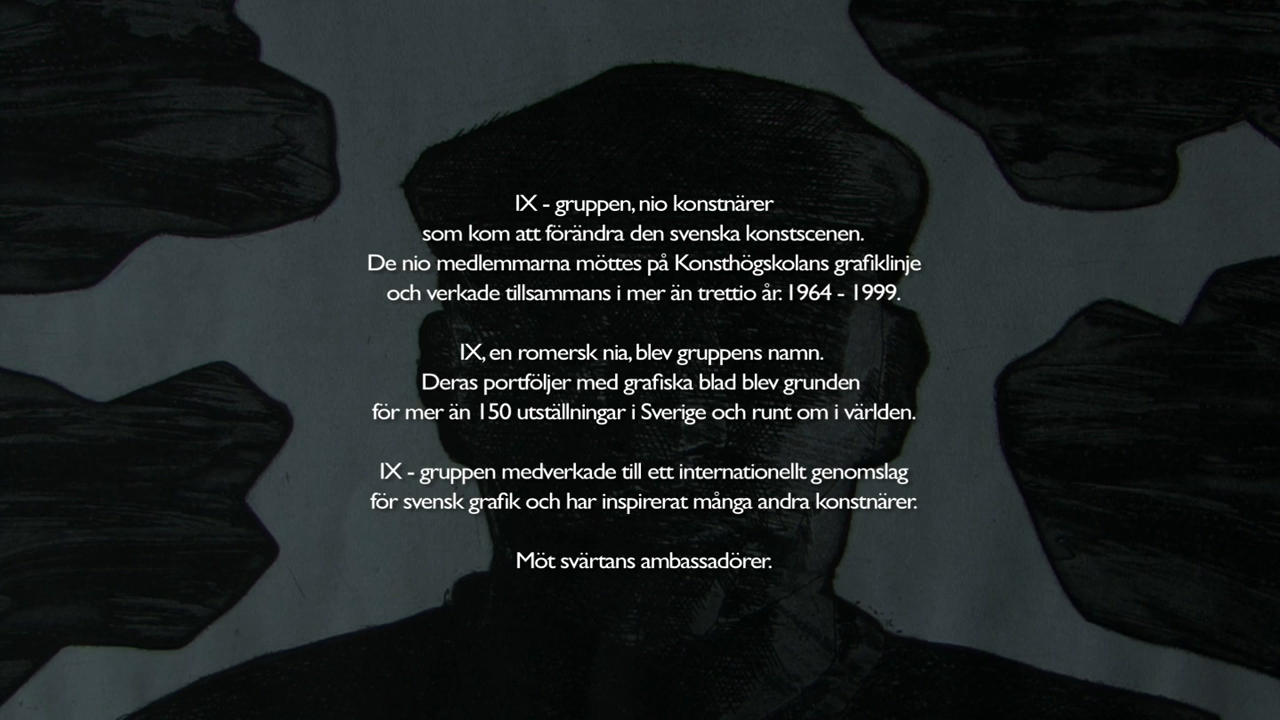 IX - gruppen, nio konstnärer
som kom att förändra den svenska konstscenen.
De nio medlemmarna möttes på Konsthögskolans grafiklinje
och verkade tillsammans i mer än trettio år. 1964 - 1999.
IX, en romersk nia, blev gruppens namn.
Deras portföljer med grafiska blad blev grunden
för mer än 150 utställningar i Sverige och runt om i världen.
IX - gruppen medverkade till ett internationellt genomslag
för svensk grafik och har inspirerat många andra konstnärer.
Möt svärtans ambassadörer.